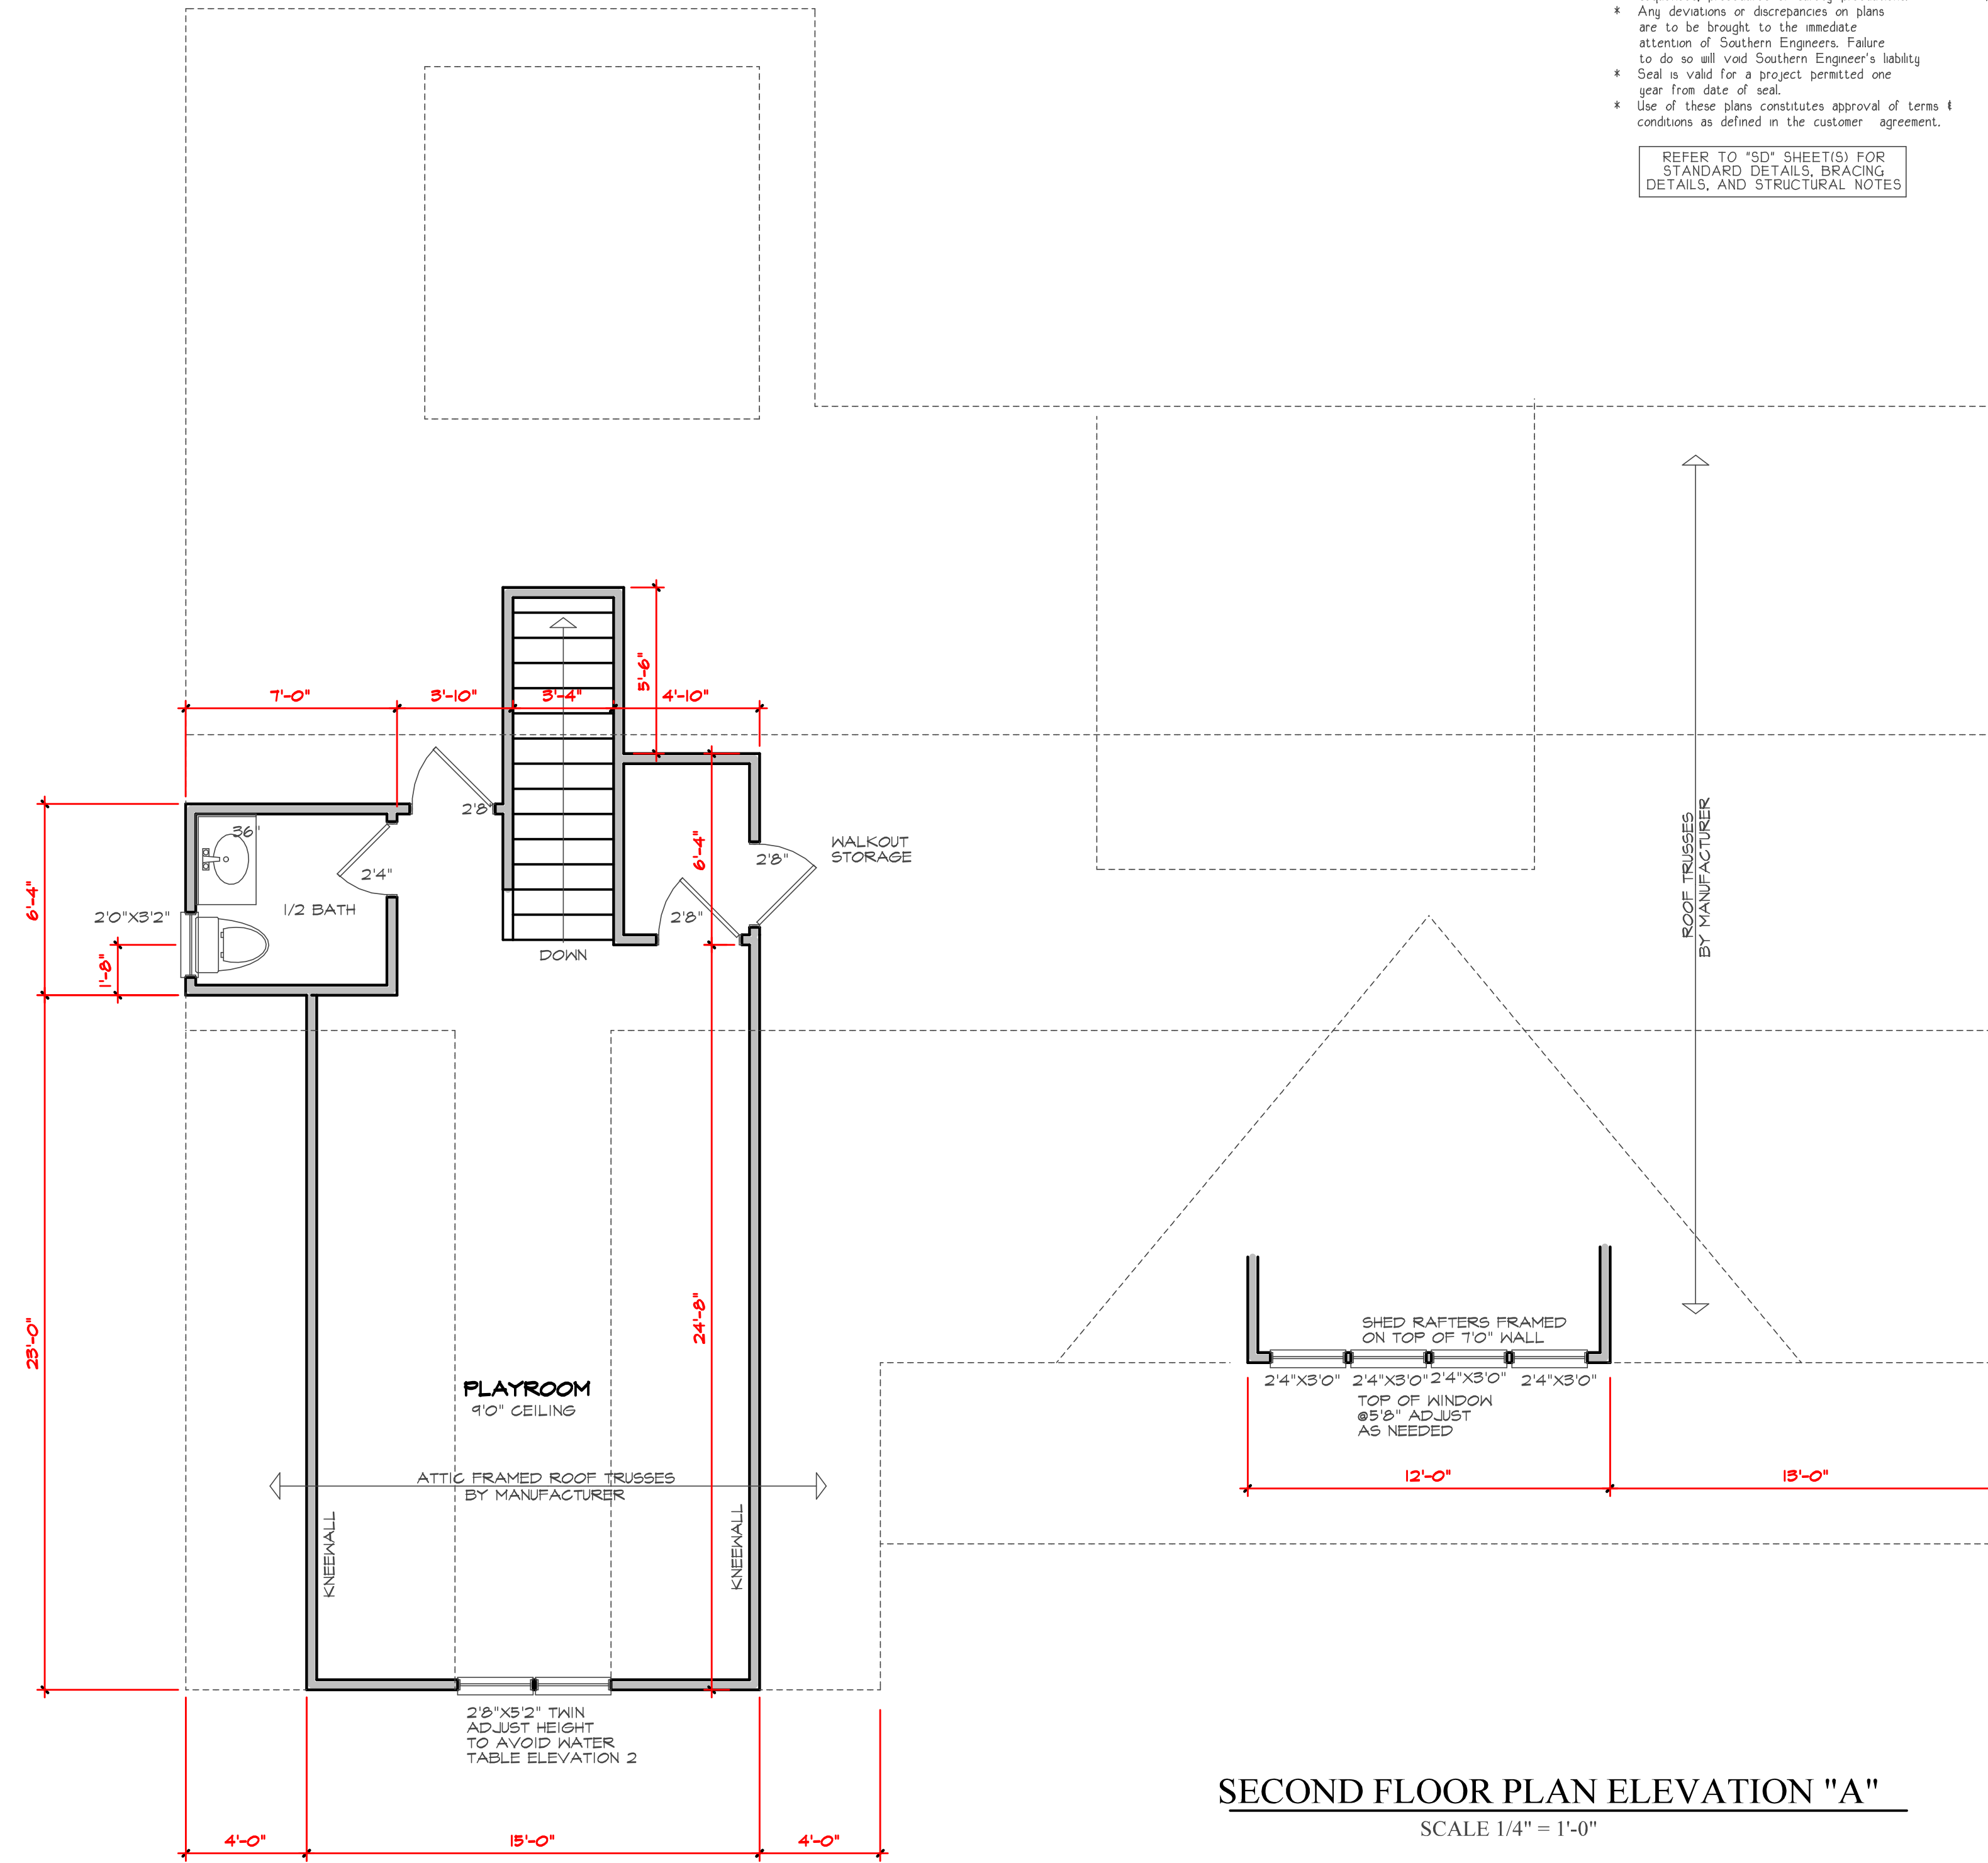 * Any deviations or discrepancies on plans
are to be brought to the immediate
attention of Southern Engineers. Failure
to do so will void Southern Engineer's liability
* Seal is valid for a project permitted one
year from date of seal.
* Use of these plans constitutes approval of terms &
conditions as defined in the customer agreement.
REFER TO "SD" SHEET(S) FOR
STANDARD DETAILS, BRACING
DETAILS, AND STRUCTURAL NOTES
5'-6"
7'-0"
3'-10"
3'-4"
4'-10"
2'8"
36"
2'4"
6'-4"
1/2 BATH
2'0"X3'2"
1'-8"
6'-4"
2'8"
WALKOUT
STORAGE
2'8"
DOWN
ROOF TRUSSES
BY MANUFACTURER
23'-0"
24'-8"
PLAYROOM
9'0" CEILING
ATTIC FRAMED ROOF TRUSSES
BY MANUFACTURER
KNEEWALL
KNEEWALL
SHED RAFTERS FRAMED
ON TOP OF 7'0" WALL
2'4"X3'0"
2'4"X3'0"
2'4"X3'0"
2'4"X3'0"
TOP OF WINDOW
@5'8" ADJUST
AS NEEDED
12'-0"
13'-0"
2'8"X5'2" TWIN
ADJUST HEIGHT
TO AVOID WATER
TABLE ELEVATION 2
4'-0"
15'-0"
4'-0"
SECOND FLOOR PLAN ELEVATION "A"
SCALE 1/4" = 1'-0"